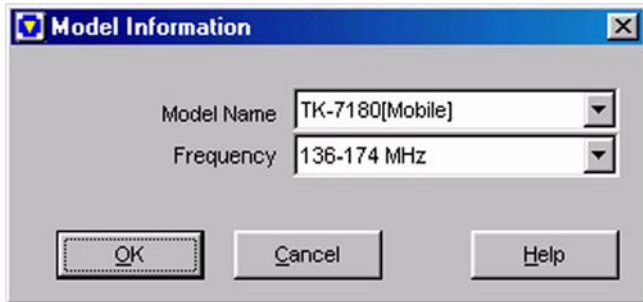 Model Information
Model Name TK-7180[Mobile]
Frequency 136-174 MHz
OK Cancel Help